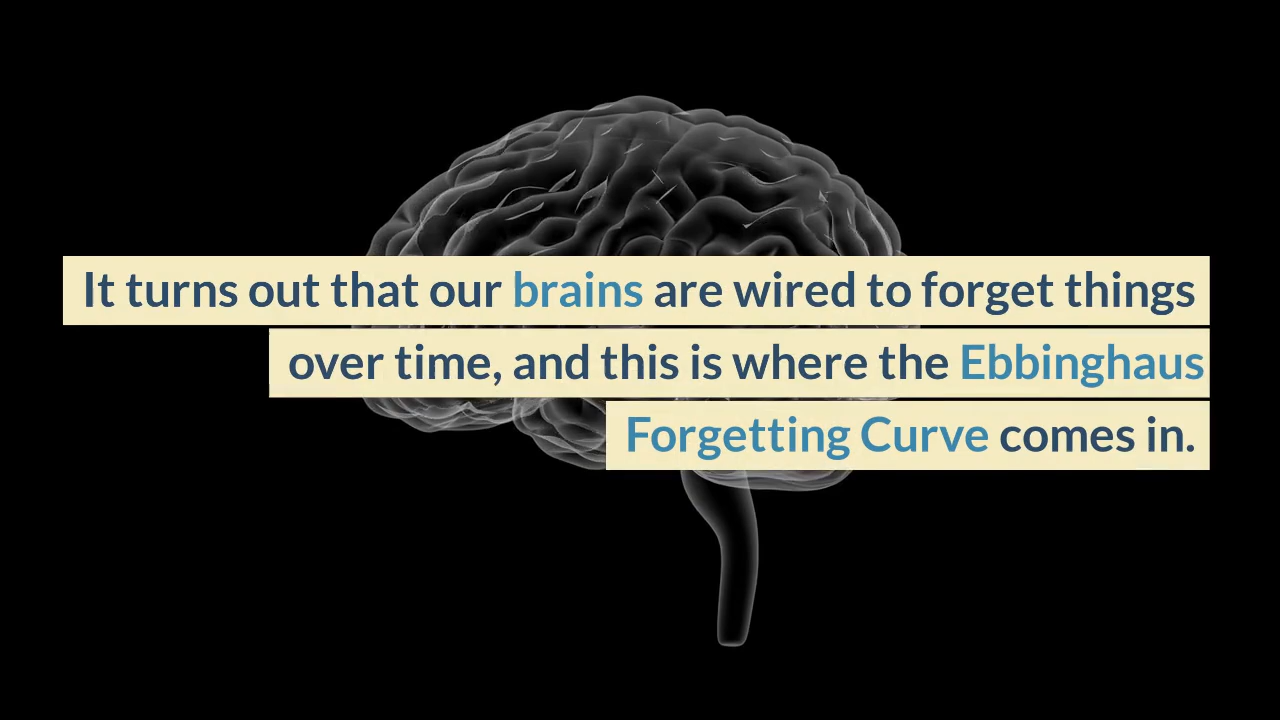 It turns out that our brains are wired to forget things
over time, and this is where the Ebbinghaus
Forgetting Curve comes in.